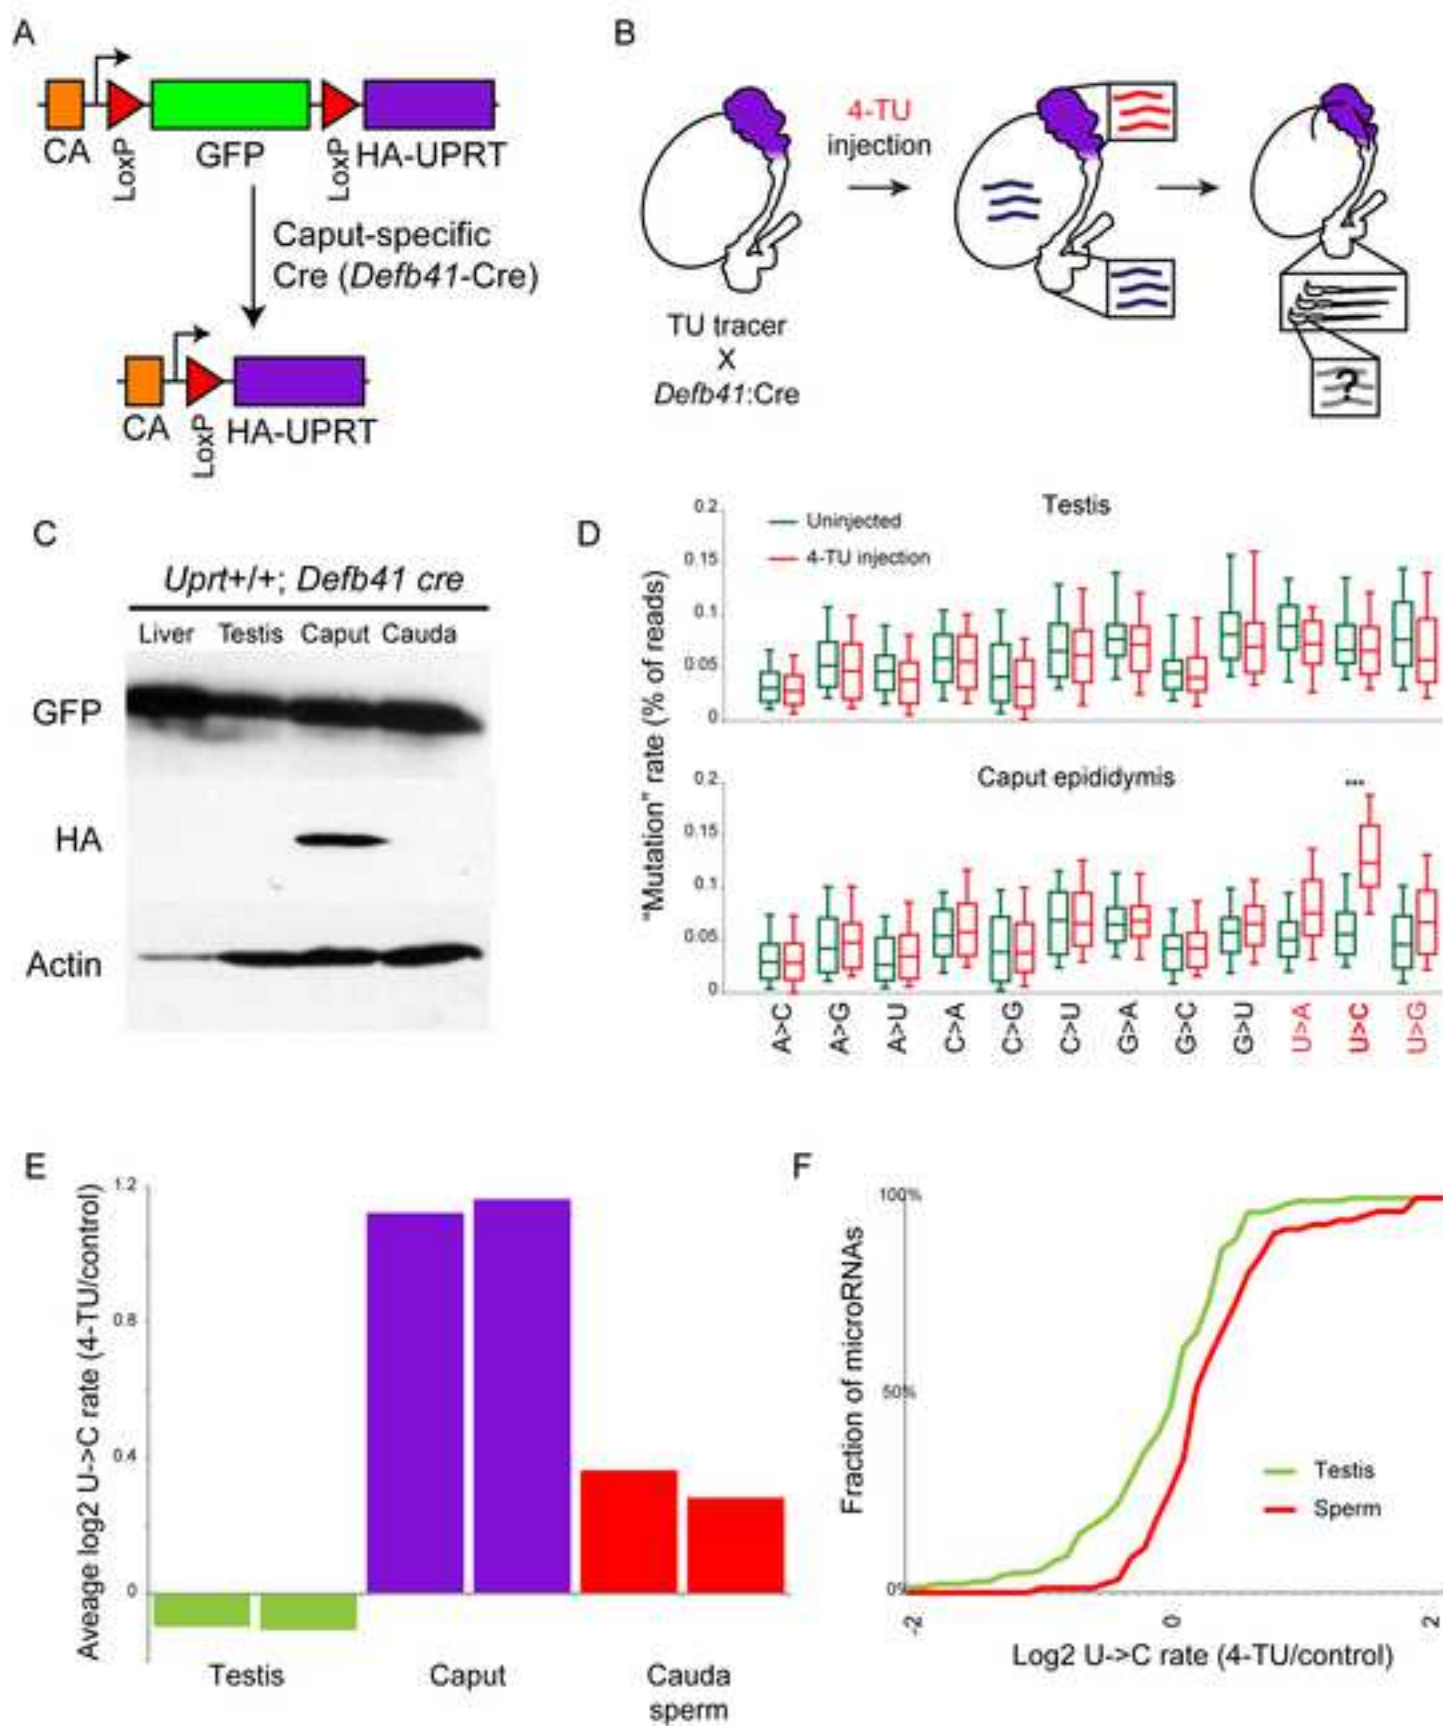 A
CA
LoxP
GFP
LoxP
HA-UPRT
Caput-specific
Cre (Defb41-Cre)
CA
LoxP
HA-UPRT
B
4-TU
injection
TU tracer
X
Defb41:Cre
?
C
Uprt+/+; Defb41 cre
Liver Testis Caput Cauda
GFP
HA
Actin
D
"Mutation" rate (% of reads)
Testis
Uninjected
4-TU injection
0.2
0.15
0.1
0.05
0
Caput epididymis
***
0.2
0.15
0.1
0.05
0
A>C
A>G
A>U
C>A
C>G
C>U
G>A
G>C
G>U
U>A
U>C
U>G
E
Aveage log2 U->C rate (4-TU/control)
1.2
0.8
0.4
0
Testis
Caput
Cauda
sperm
F
Fraction of microRNAs
100%
50%
0%
Testis
Sperm
-2
0
2
Log2 U->C rate (4-TU/control)